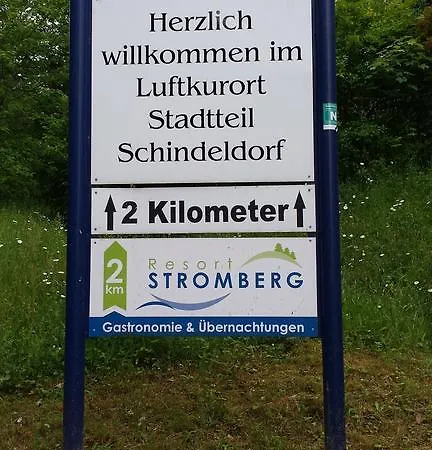 Herzlich
willkommen im
Luftkurort
Stadtteil
Schindeldorf
2 Kilometer
2
km
Resort
STROMBERG
Gastronomie & Übernachtungen